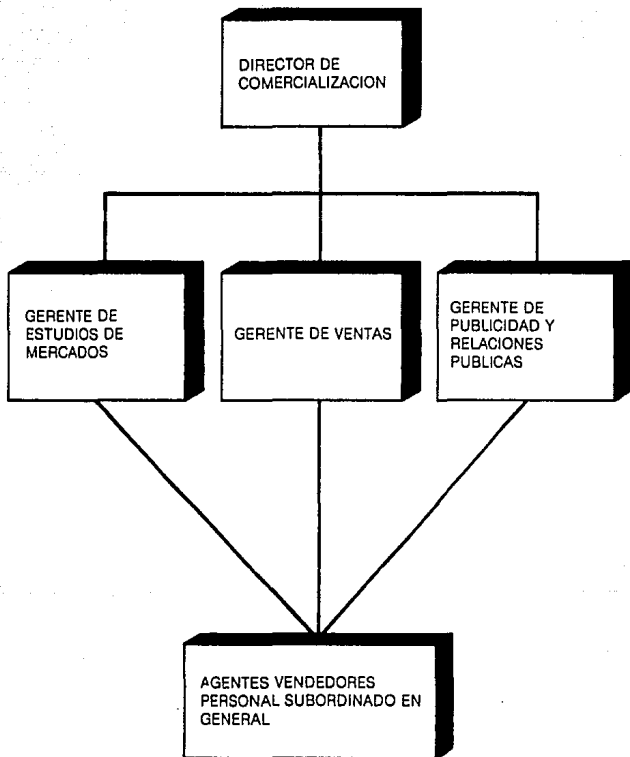 DIRECTOR DE
COMERCIALIZACION
GERENTE DE
ESTUDIOS DE
MERCADOS
GERENTE DE VENTAS
GERENTE DE
PUBLICIDAD Y
RELACIONES
PUBLICAS
AGENTES VENDEDORES
PERSONAL SUBORDINADO EN
GENERAL